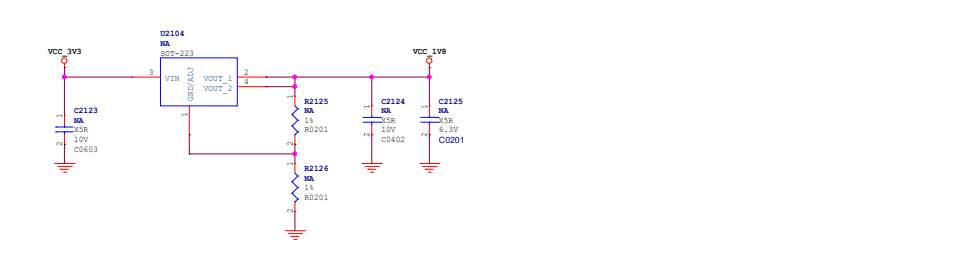 U2104
NA
SOT-223
VCC_3V3
VCC_1V8
3
VIN
GND/ADJ
VOUT_1
VOUT_2
2
4
1
C2123
NA
X5R
10V
C0603
1
2
R2125
NA
1%
R0201
1
2
C2124
NA
X5R
10V
C0402
1
2
C2125
NA
X5R
6.3V
C0201
1
2
R2126
NA
1%
R0201
1
2